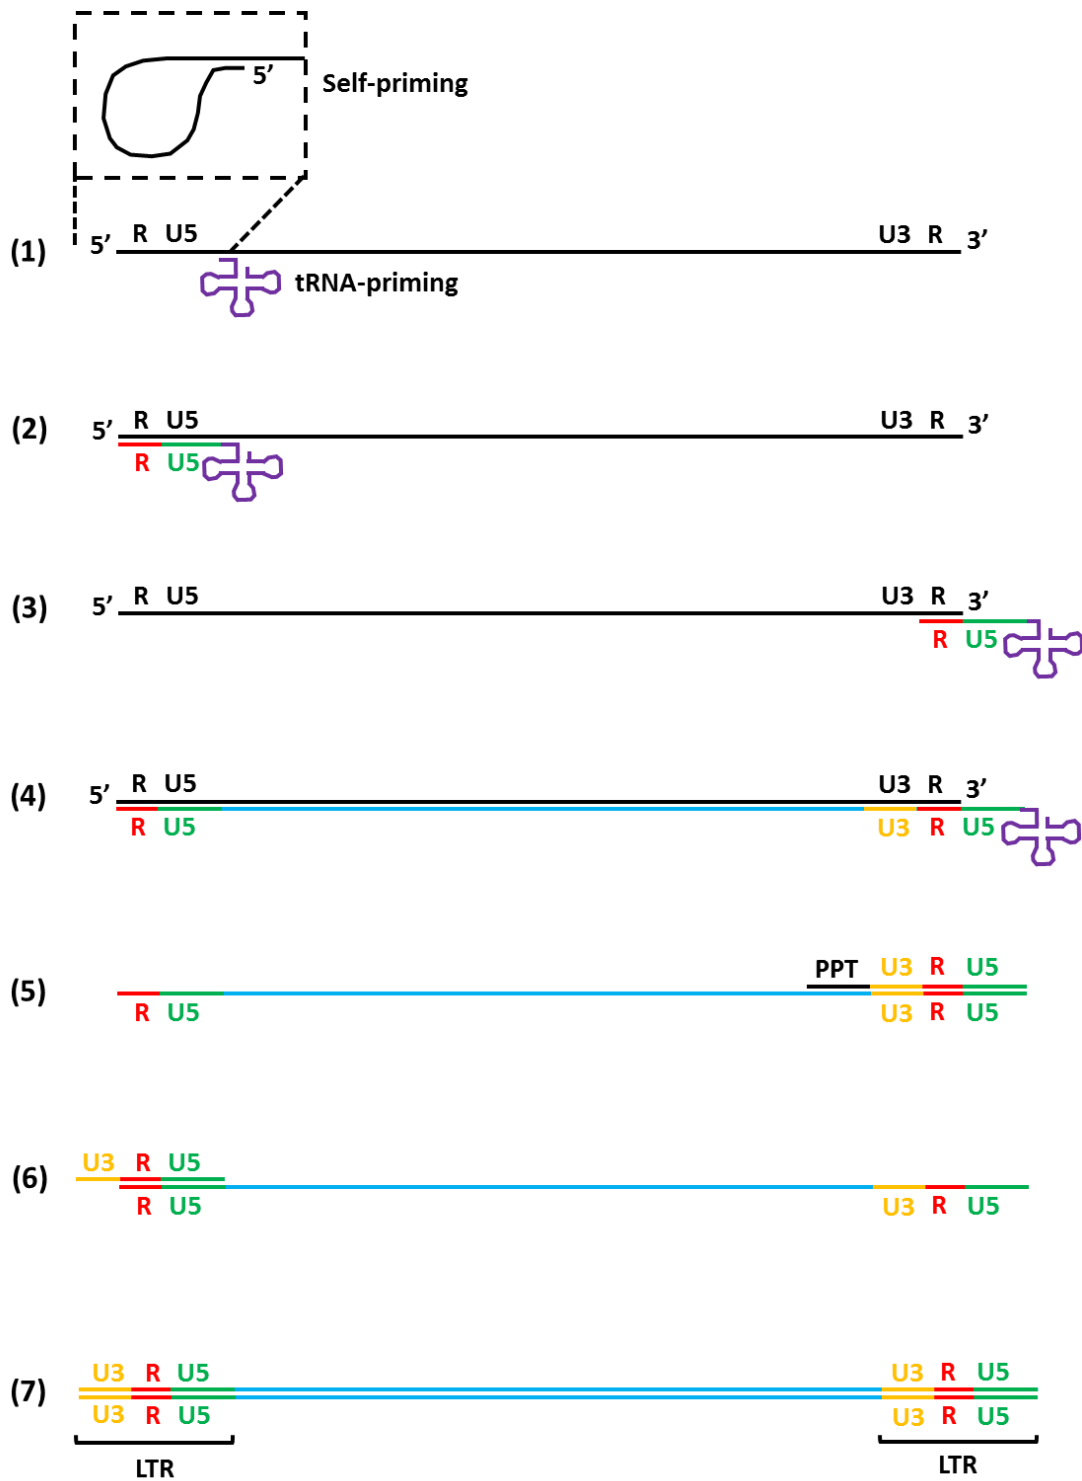 5’
Self-priming
(1) 5’ R U5 U3 R 3’
tRNA-priming
(2) 5’ R U5 U3 R 3’
R U5
(3) 5’ R U5 U3 R 3’
R U5
(4) 5’ R U5 U3 R 3’
R U5 U3 R U5
PPT U3 R U5
(5)
R U5 U3 R U5
U3 R U5
(6)
R U5 U3 R U5
U3 R U5 U3 R U5
(7)
U3 R U5 U3 R U5
LTR LTR